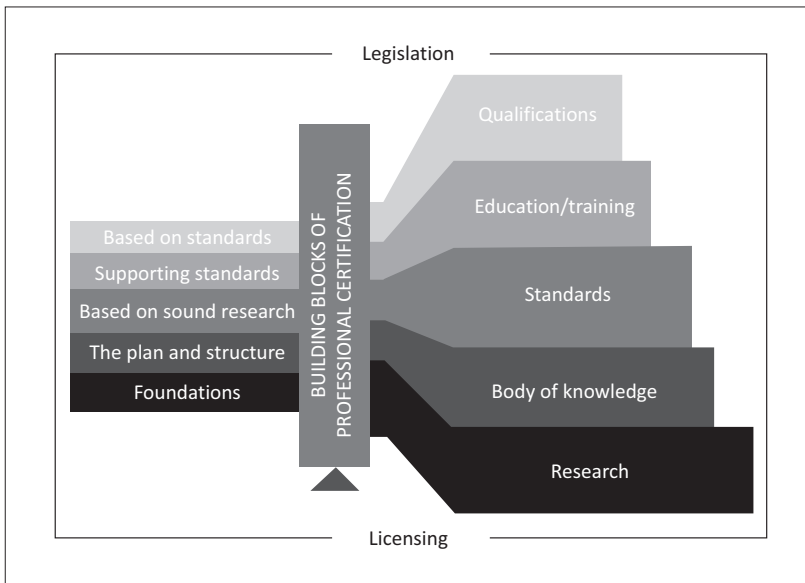 Legislation
Qualifications
Education/training
Standards
Body of knowledge
Research
BUILDING BLOCKS OF
PROFESSIONAL CERTIFICATION
Based on standards
Supporting standards
Based on sound research
The plan and structure
Foundations
Licensing